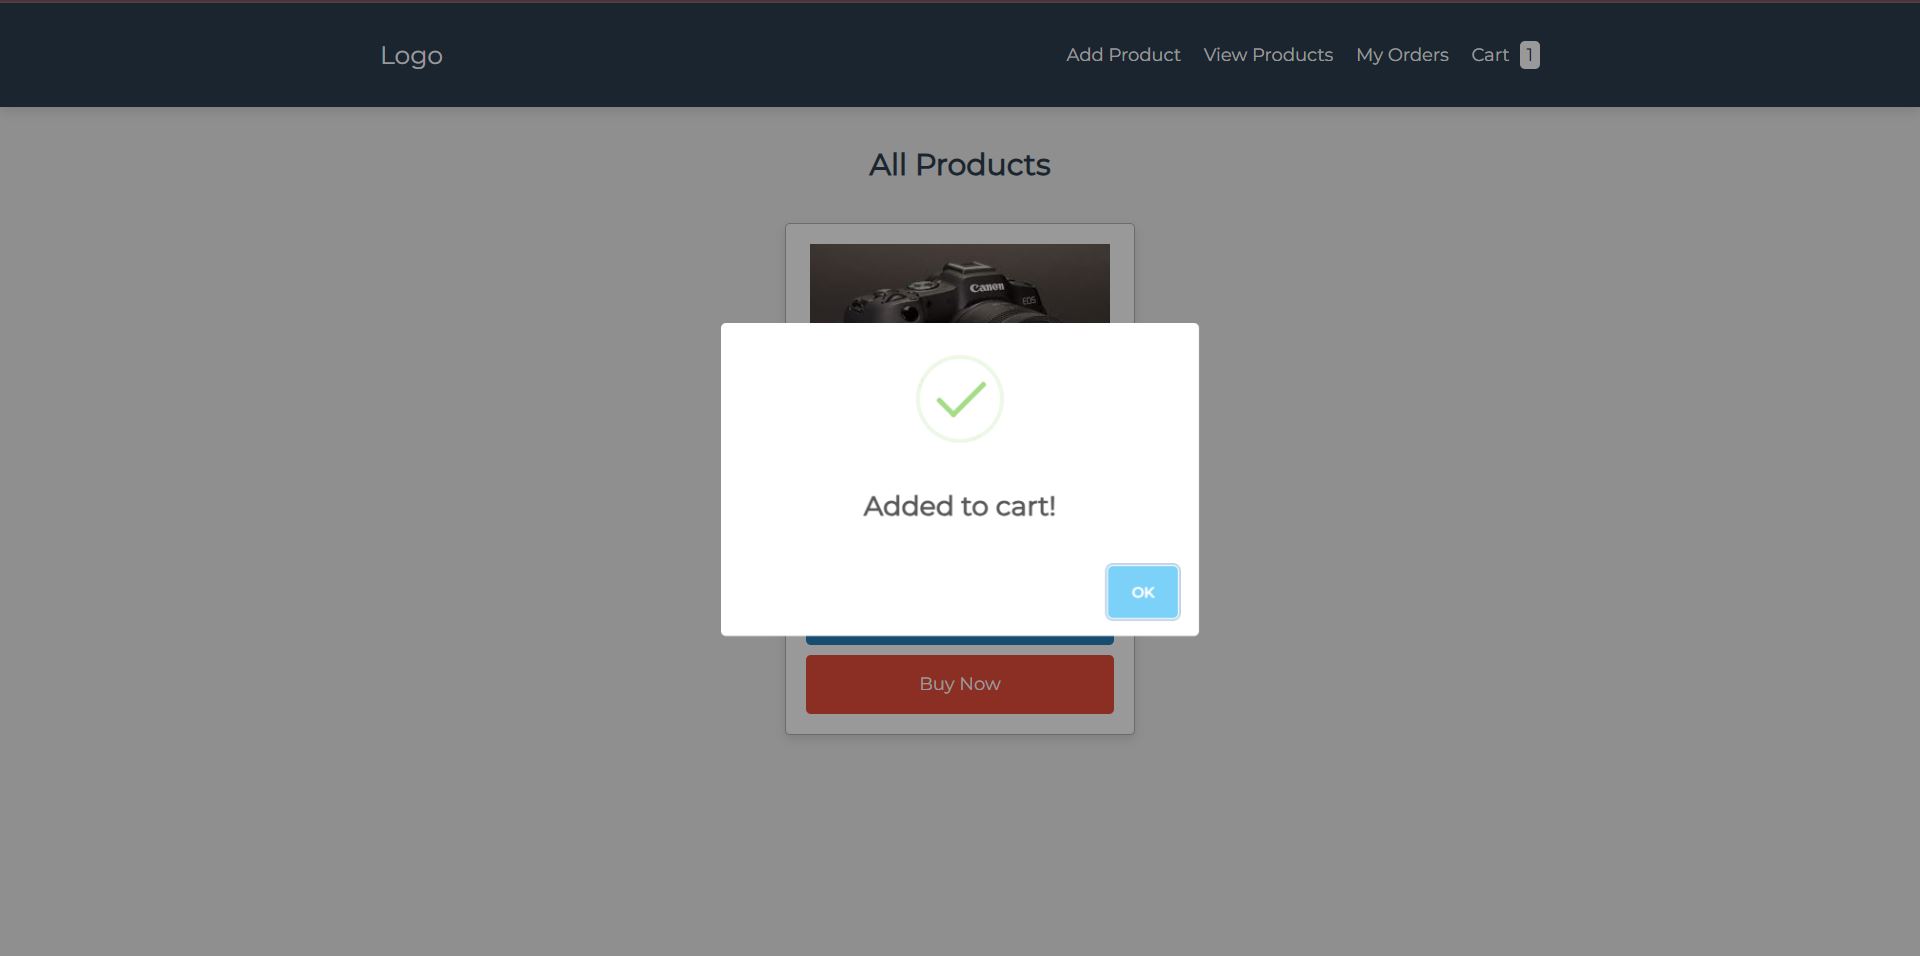 Logo
Add Product
View Products
My Orders
Cart 1
All Products
Canon
EOS
Added to cart!
OK
Buy Now